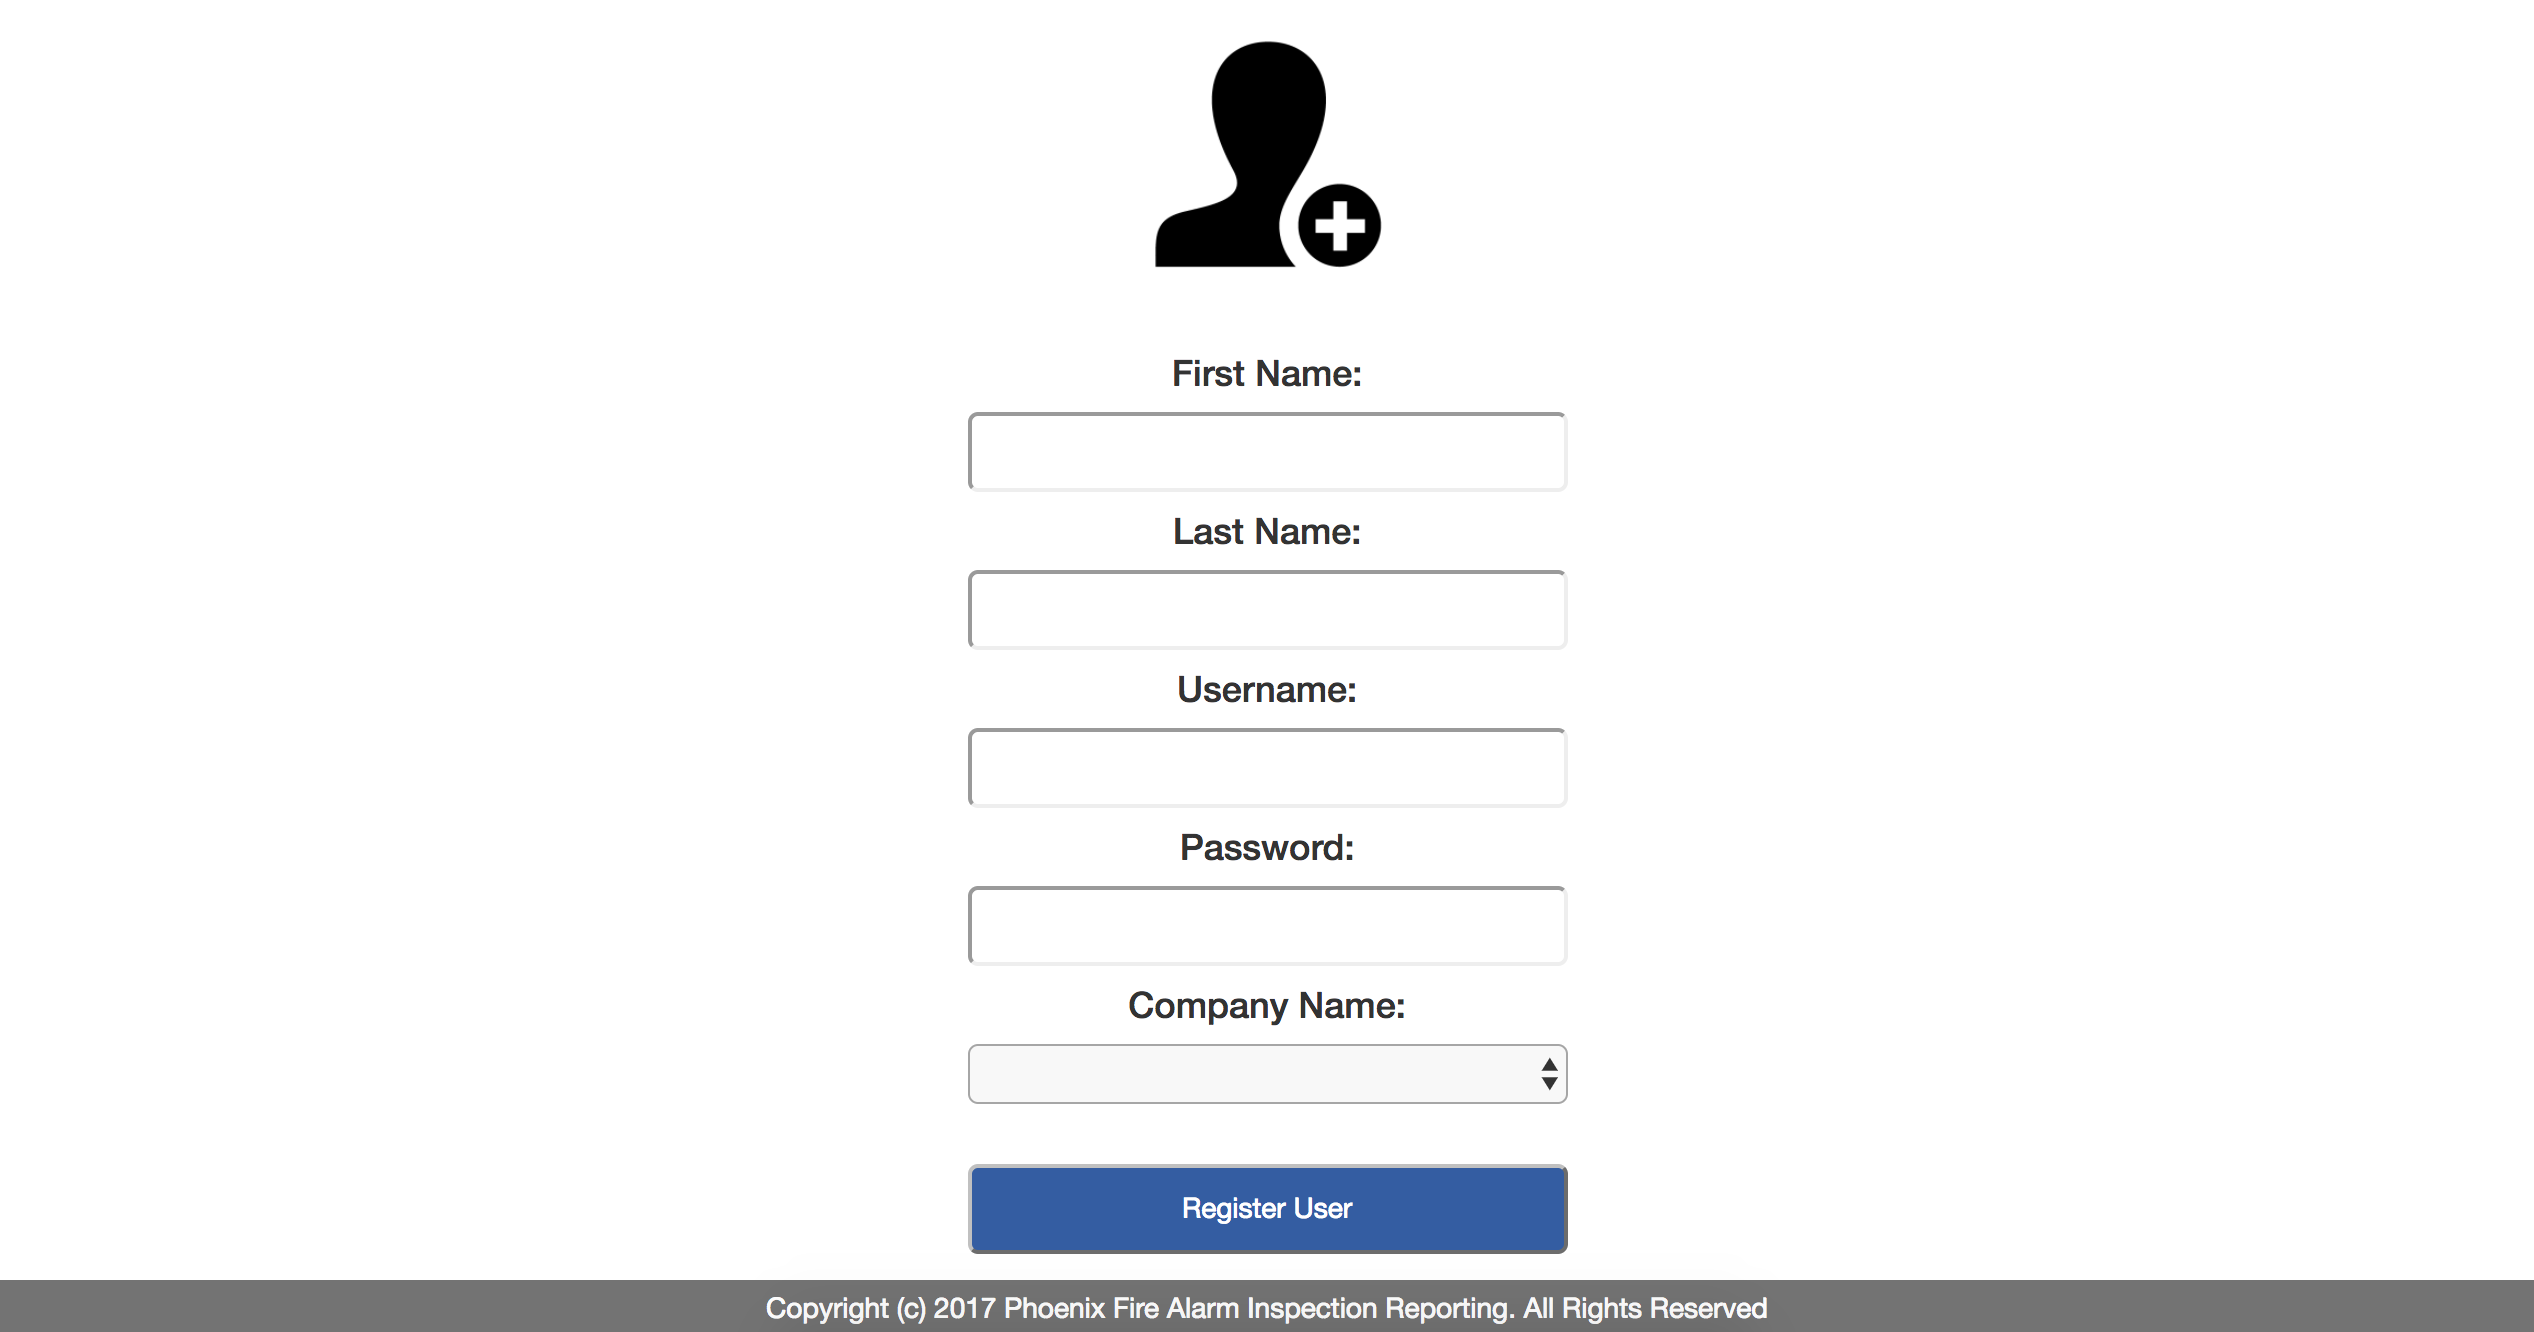 First Name:
Last Name:
Username:
Password:
Company Name:
Register User
Copyright (c) 2017 Phoenix Fire Alarm Inspection Reporting. All Rights Reserved